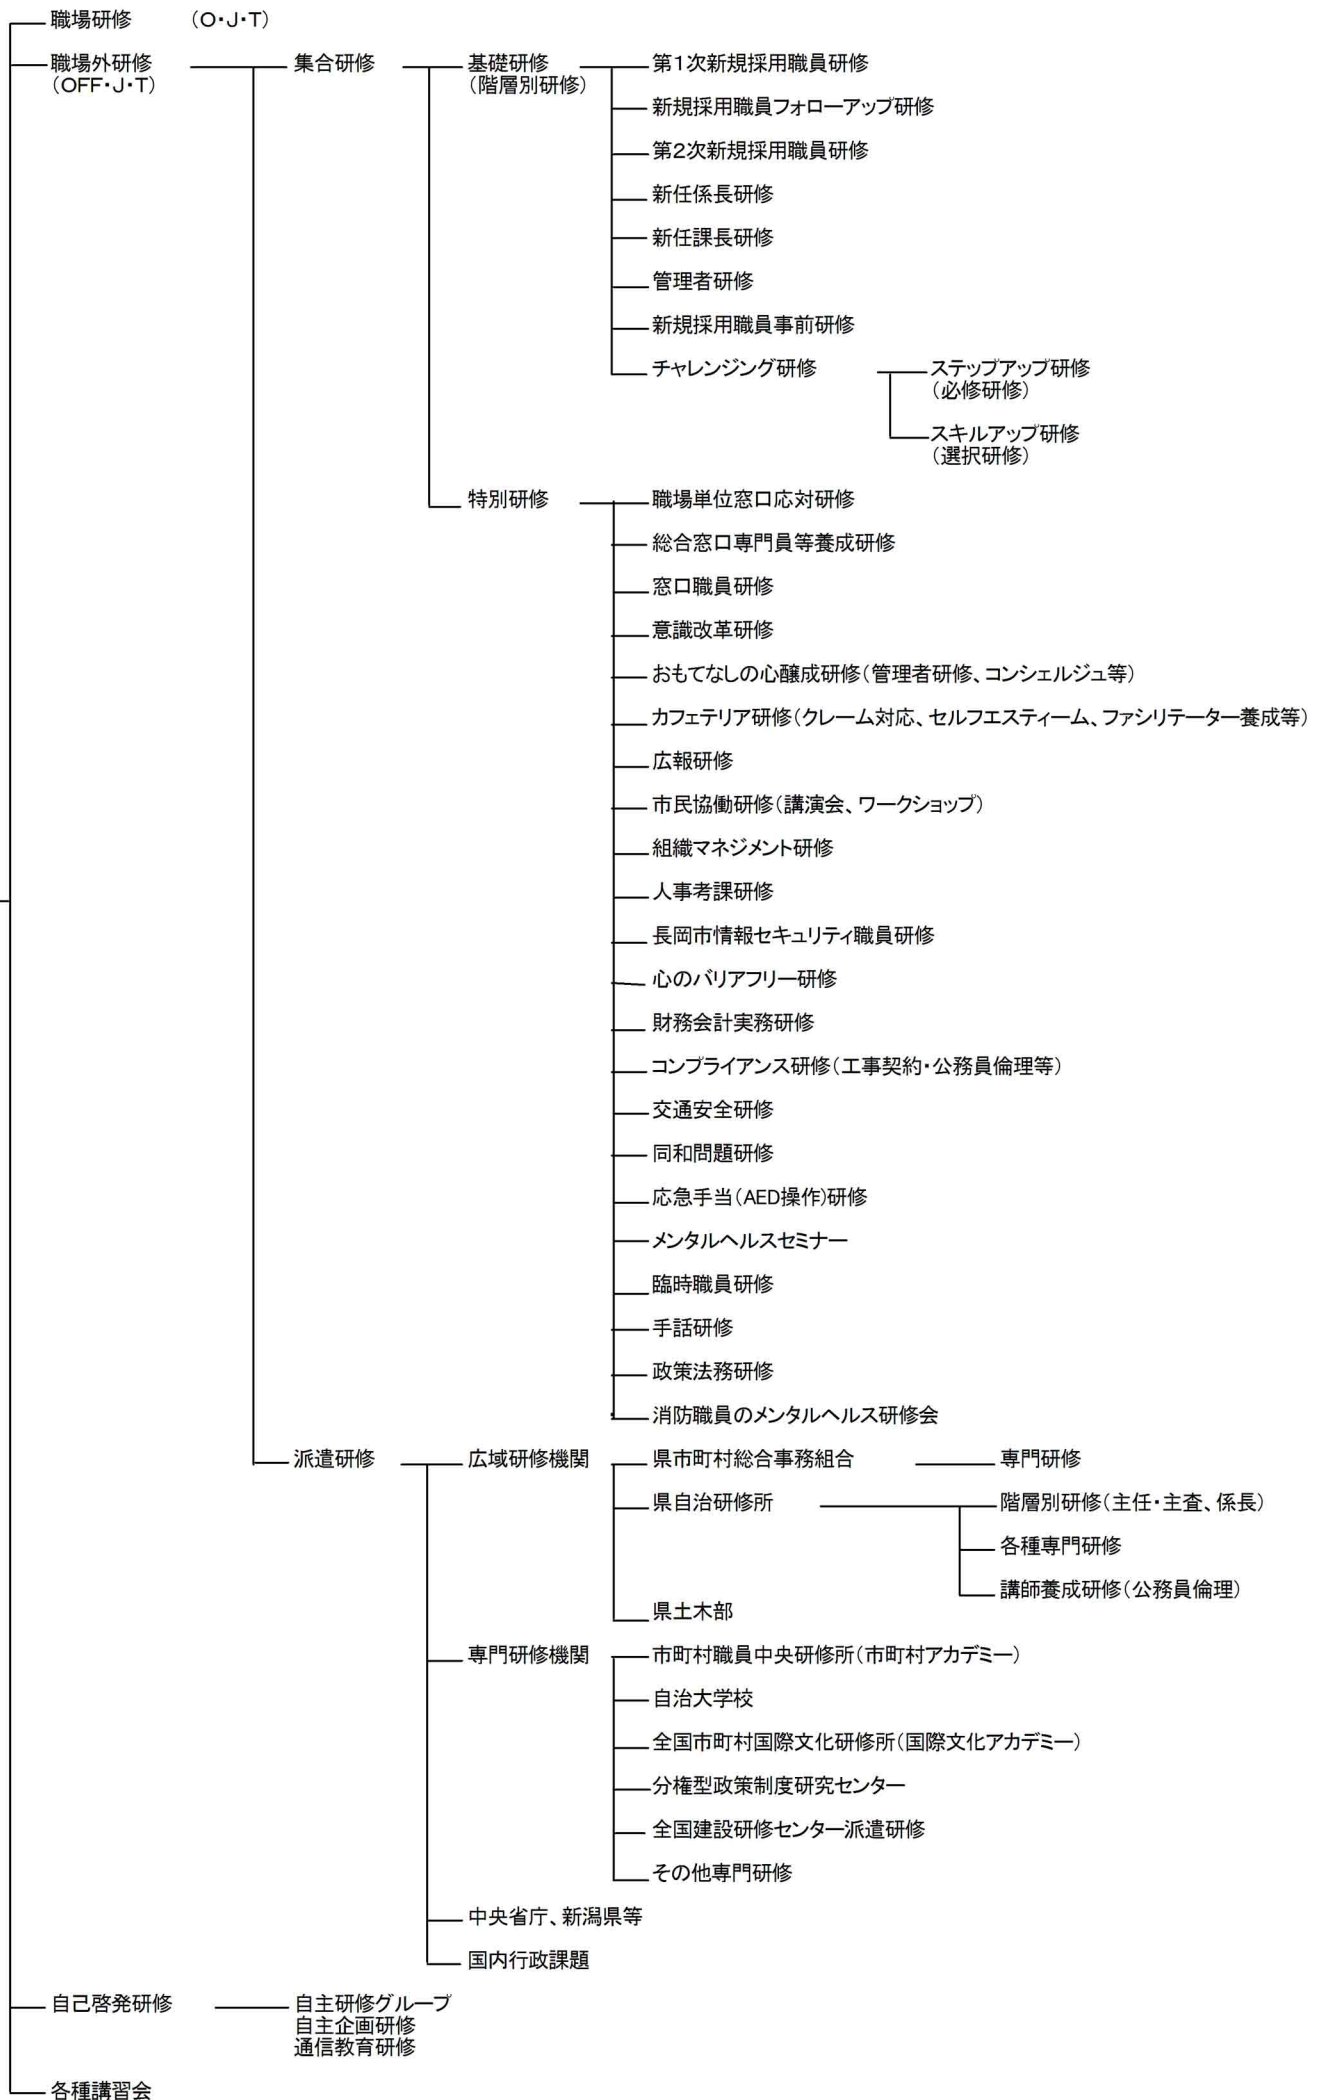 職場研修 （O・J・T）
職場外研修 集合研修 基礎研修 第1次新規採用職員研修
（OFF・J・T） （階層別研修）
新規採用職員フォローアップ研修
第2次新規採用職員研修
新任係長研修
新任課長研修
管理者研修
新規採用職員事前研修
チャレンジング研修 ステップアップ研修
（必修研修）
スキルアップ研修
（選択研修）
特別研修 職場単位窓口応対研修
総合窓口専門員等養成研修
窓口職員研修
意識改革研修
おもてなしの心醸成研修（管理者研修、コンシェルジュ等）
カフェテリア研修（クレーム対応、セルフエスティーム、ファシリテーター養成等）
広報研修
市民協働研修（講演会、ワークショップ）
組織マネジメント研修
人事考課研修
長岡市情報セキュリティ職員研修
心のバリアフリー研修
財務会計実務研修
コンプライアンス研修（工事契約・公務員倫理等）
交通安全研修
同和問題研修
応急手当（AED操作）研修
メンタルヘルスセミナー
臨時職員研修
手話研修
政策法務研修
消防職員のメンタルヘルス研修会
派遣研修 広域研修機関 県市町村総合事務組合 専門研修
県自治研修所 階層別研修（主任・主査、係長）
各種専門研修
講師養成研修（公務員倫理）
県土木部
専門研修機関 市町村職員中央研修所（市町村アカデミー）
自治大学校
全国市町村国際文化研修所（国際文化アカデミー）
分権型政策制度研究センター
全国建設研修センター派遣研修
その他専門研修
中央省庁、新潟県等
国内行政課題
自己啓発研修 自主研修グループ
自主企画研修
通信教育研修
各種講習会